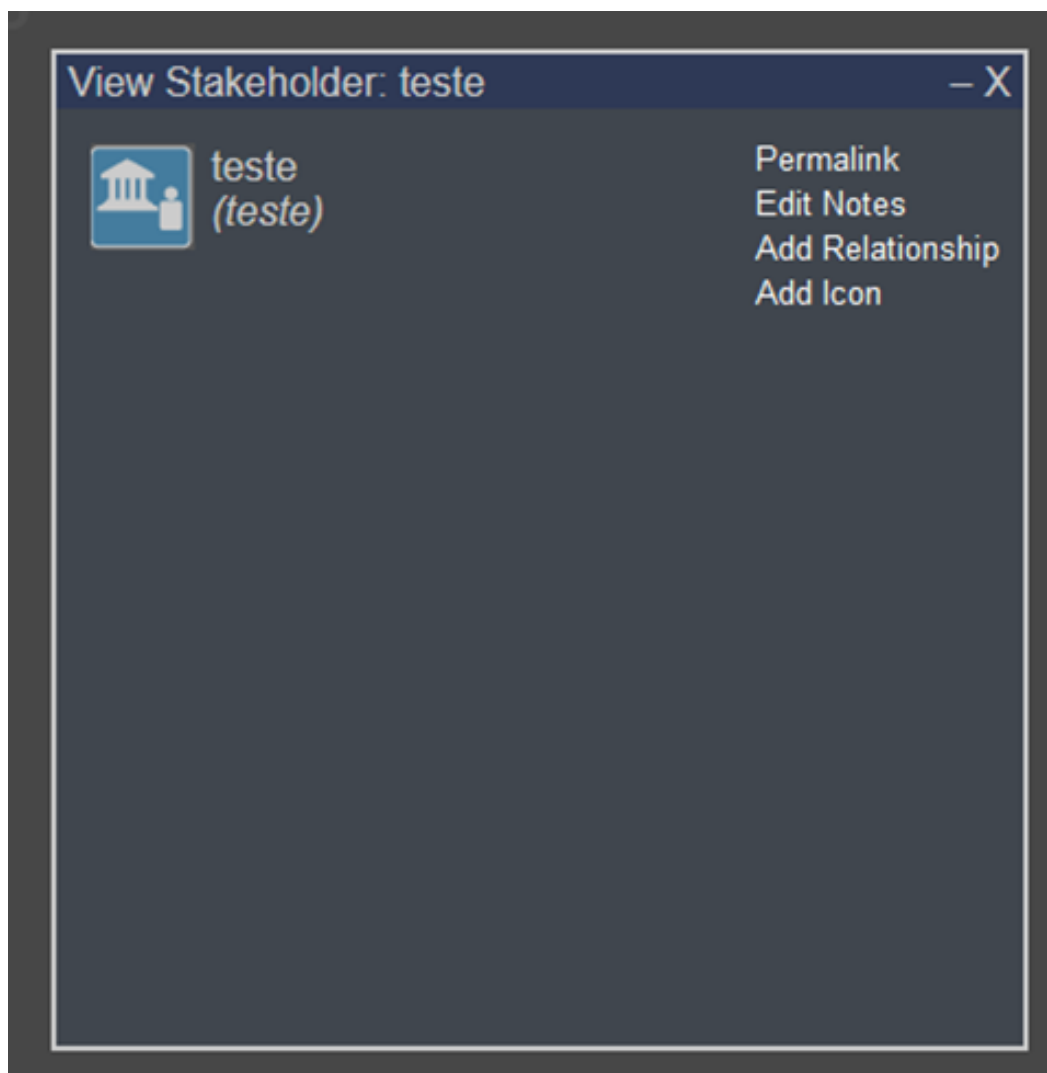 View Stakeholder: teste – X
teste
(teste)
Permalink
Edit Notes
Add Relationship
Add Icon